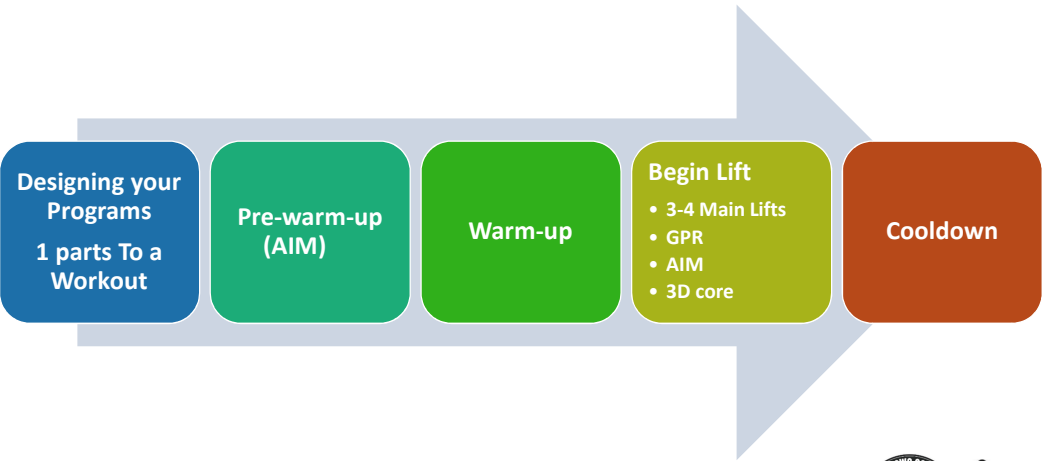 Designing your
Programs
1 parts To a
Workout
Pre-warm-up
(AIM)
Warm-up
Begin Lift
• 3-4 Main Lifts
• GPR
• AIM
• 3D core
Cooldown